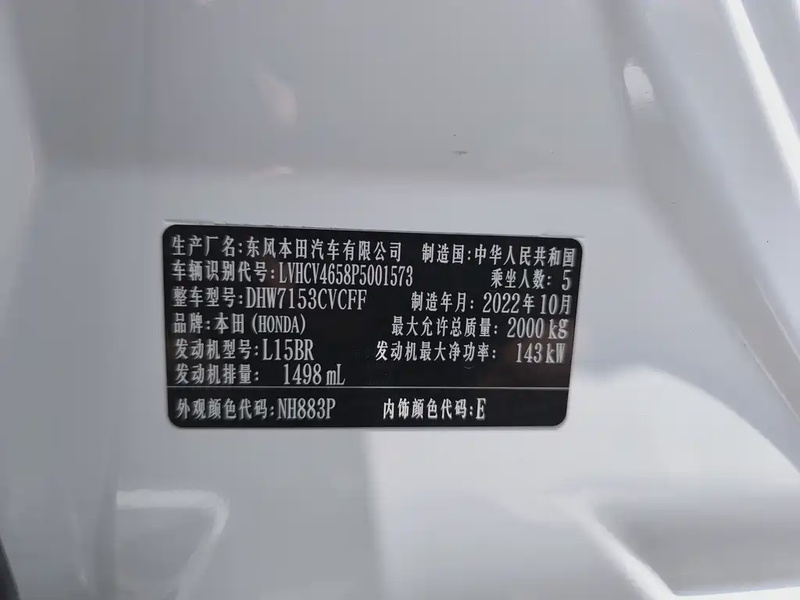 生产厂名:东风本田汽车有限公司 制造国:中华人民共和国
车辆识别代号:LVHCV4658P5001573 乘坐人数:5
整车型号:DHW7153CVCFF 制造年月:2022年10月
品牌:本田(HONDA) 最大允许总质量:2000kg
发动机型号:L15BR 发动机最大净功率:143kW
发动机排量:1498mL
外观颜色代码:NH883P 内饰颜色代码:E